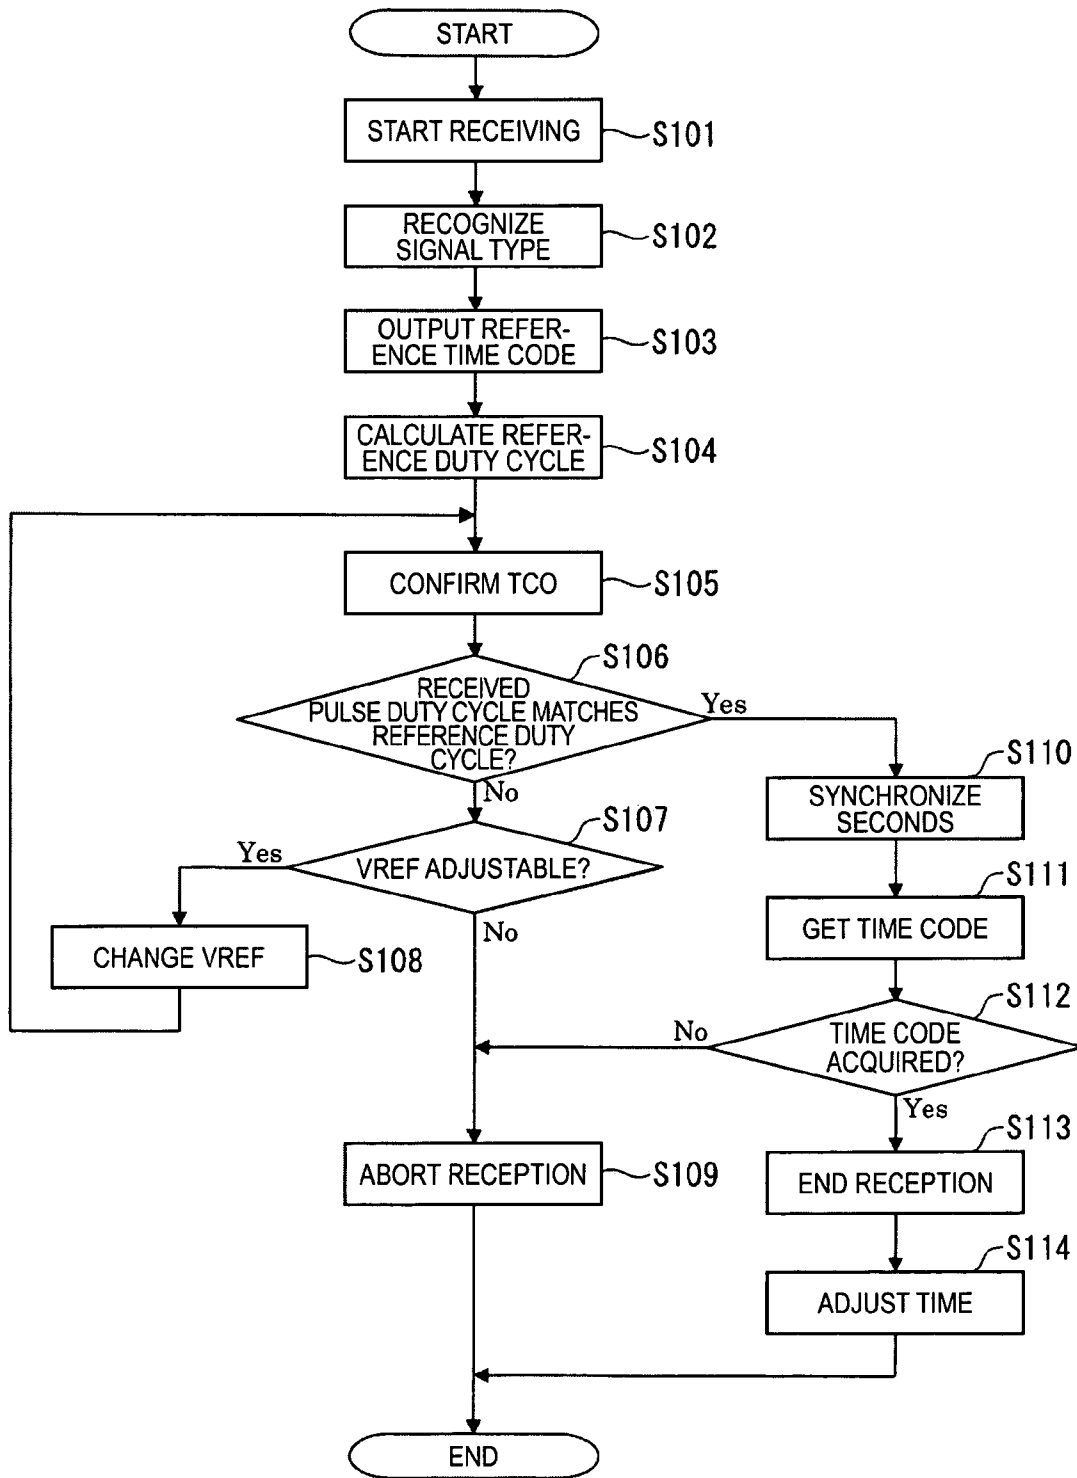 START
START RECEIVING
S101
RECOGNIZE
SIGNAL TYPE
S102
OUTPUT REFER-
ENCE TIME CODE
S103
CALCULATE REFER-
ENCE DUTY CYCLE
S104
CONFIRM TCO
S105
S106
RECEIVED
PULSE DUTY CYCLE MATCHES
REFERENCE DUTY
CYCLE?
Yes
No
S110
SYNCHRONIZE
SECONDS
S107
VREF ADJUSTABLE?
Yes
No
S111
GET TIME CODE
CHANGE VREF
S108
S112
TIME CODE
ACQUIRED?
No
Yes
S113
END RECEPTION
ABORT RECEPTION
S109
S114
ADJUST TIME
END